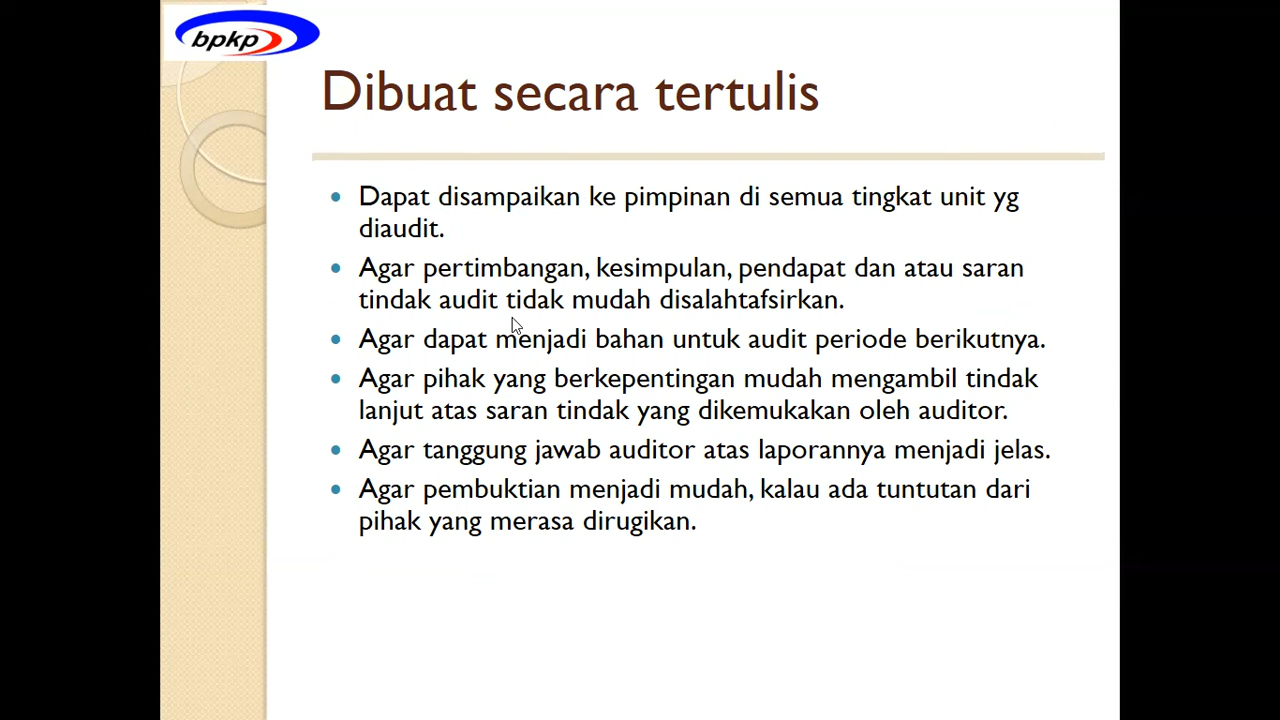 bpkp
Dibuat secara tertulis
Dapat disampaikan ke pimpinan di semua tingkat unit yg
diaudit.
Agar pertimbangan, kesimpulan, pendapat dan atau saran
tindak audit tidak mudah disalahtafsirkan.
Agar dapat menjadi bahan untuk audit periode berikutnya.
Agar pihak yang berkepentingan mudah mengambil tindak
lanjut atas saran tindak yang dikemukakan oleh auditor.
Agar tanggung jawab auditor atas laporannya menjadi jelas.
Agar pembuktian menjadi mudah, kalau ada tuntutan dari
pihak yang merasa dirugikan.